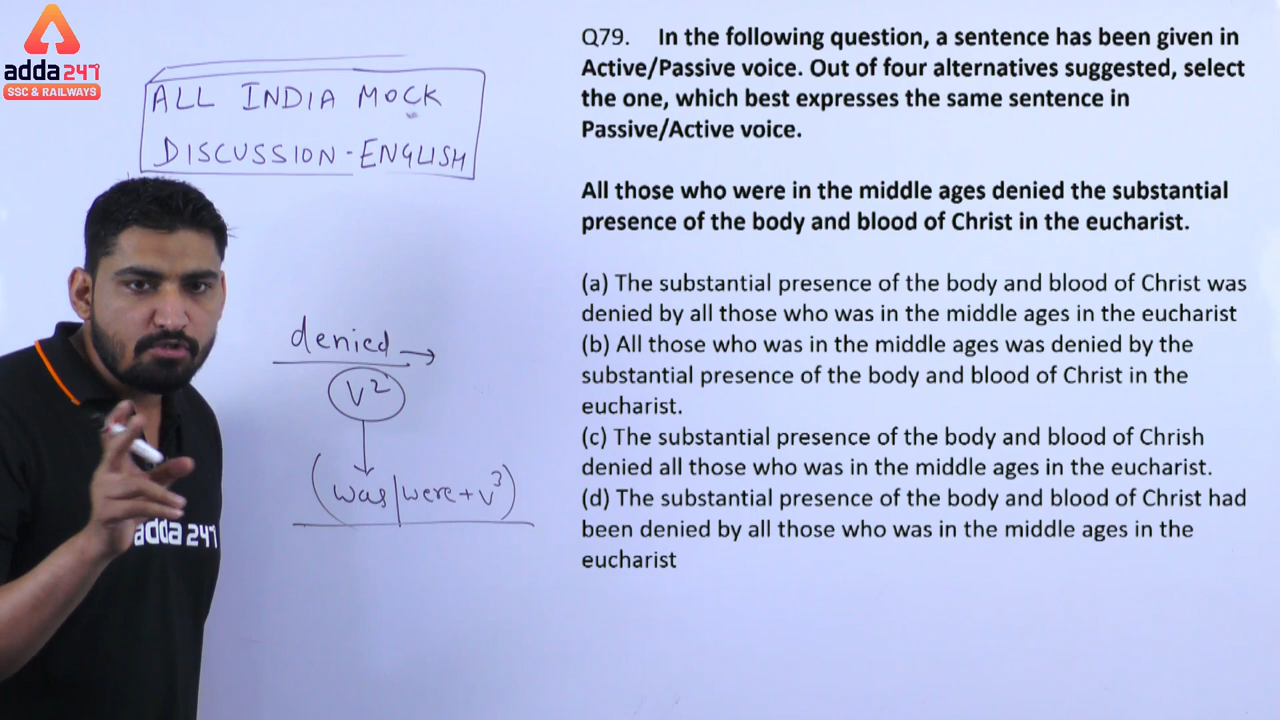 adda247
SSC & RAILWAYS
ALL INDIA MOCK
DISCUSSION-ENGLISH
denied →
V2
(was/were + V3)
adda 247
Q79. In the following question, a sentence has been given in
Active/Passive voice. Out of four alternatives suggested, select
the one, which best expresses the same sentence in
Passive/Active voice.
All those who were in the middle ages denied the substantial
presence of the body and blood of Christ in the eucharist.
(a) The substantial presence of the body and blood of Christ was
denied by all those who was in the middle ages in the eucharist
(b) All those who was in the middle ages was denied by the
substantial presence of the body and blood of Christ in the
eucharist.
(c) The substantial presence of the body and blood of Chrish
denied all those who was in the middle ages in the eucharist.
(d) The substantial presence of the body and blood of Christ had
been denied by all those who was in the middle ages in the
eucharist